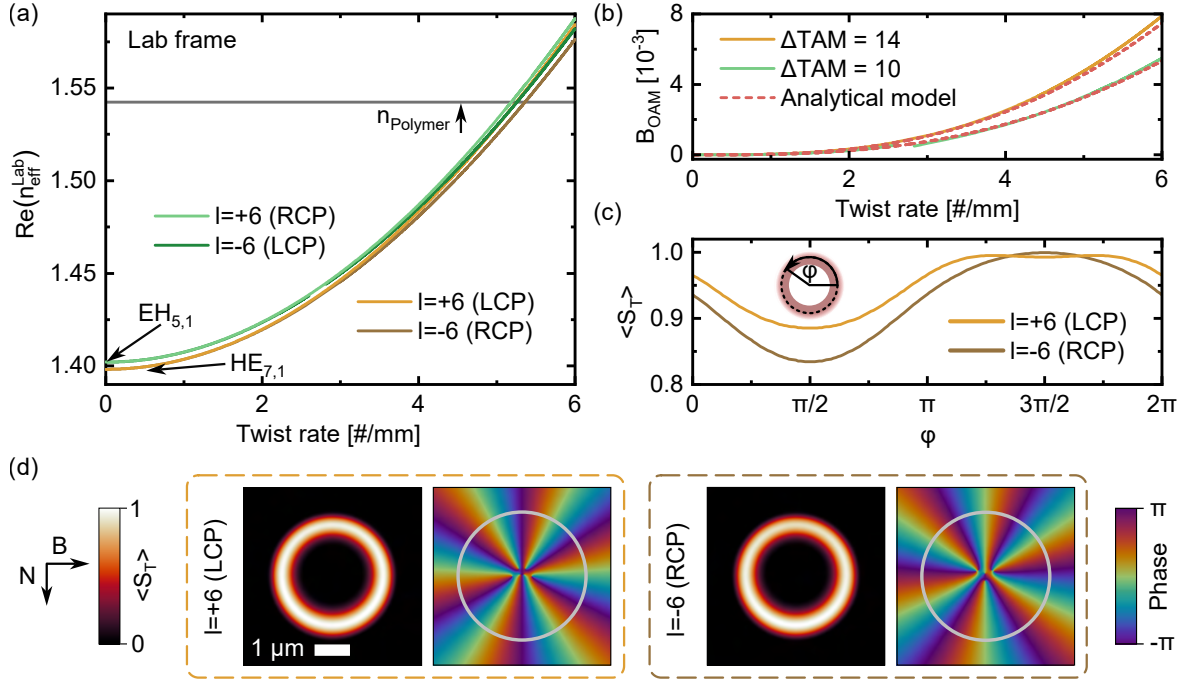 (a)
Lab frame
Re(n_eff^Lab)
1.55
1.50
1.45
1.40
n_Polymer
l=+6 (RCP)
l=-6 (LCP)
l=+6 (LCP)
l=-6 (RCP)
EH_5,1
HE_7,1
0 2 4 6
Twist rate [#/mm]
(b)
B_OAM [10^-3]
8
4
0
ΔTAM = 14
ΔTAM = 10
Analytical model
0 2 4 6
Twist rate [#/mm]
(c)
<S_T>
1.0
0.9
0.8
φ
l=+6 (LCP)
l=-6 (RCP)
0 π/2 π 3π/2 2π
φ
(d)
B
N
1
0
<S_T>
l=+6 (LCP)
1 μm
l=-6 (RCP)
π
-π
Phase